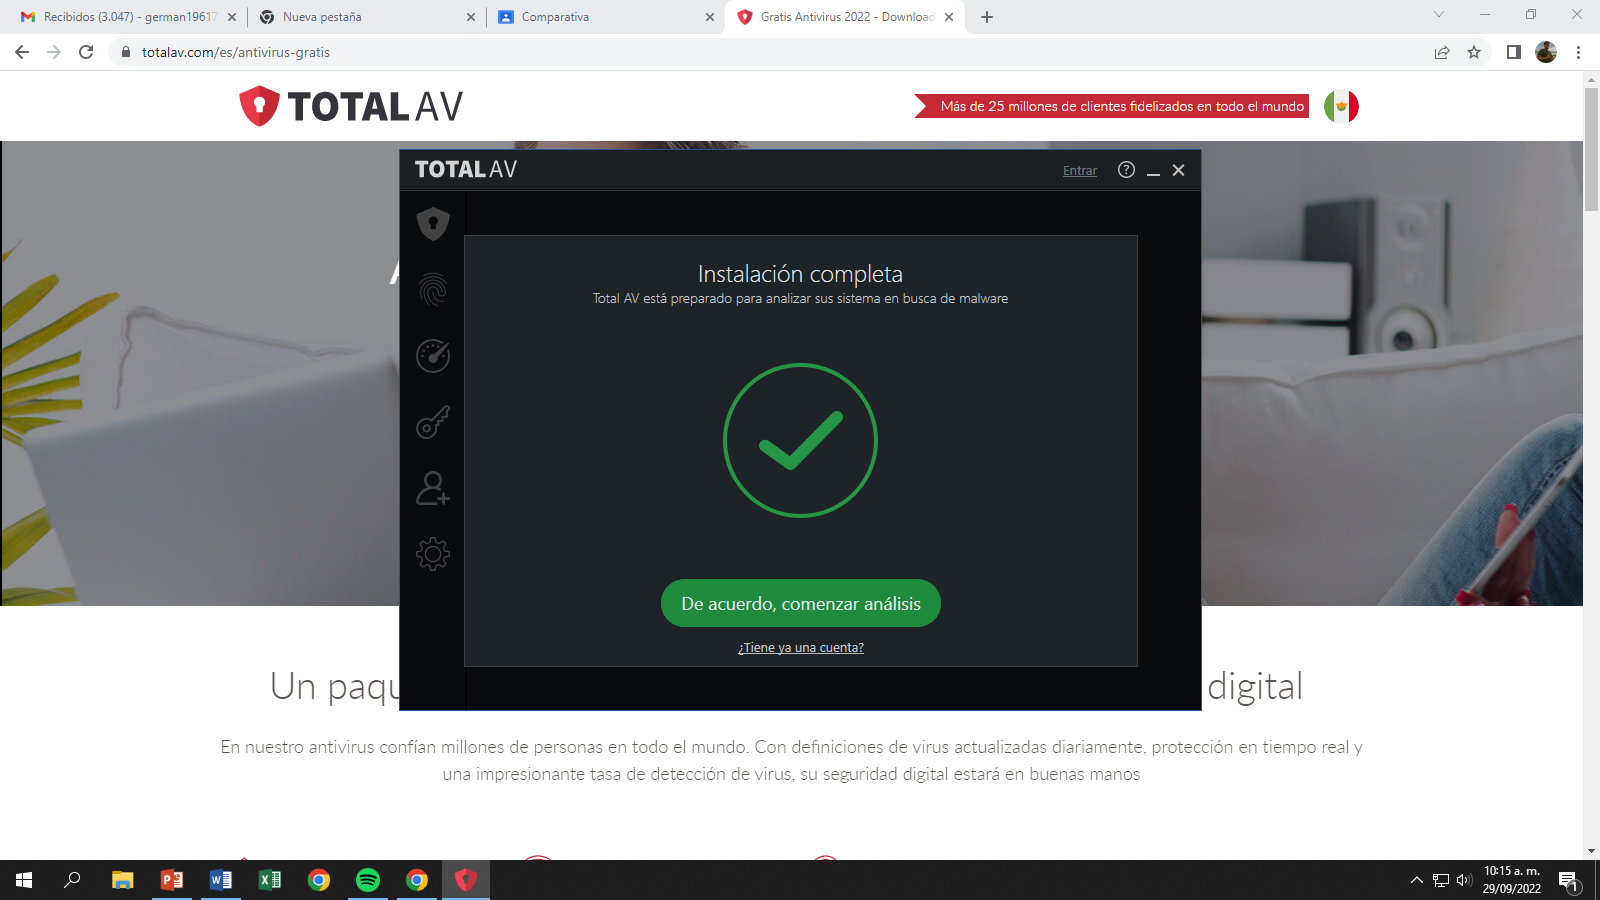 Recibidos (3.047) - german19617
Nueva pestaña
Comparativa
Gratis Antivirus 2022 - Download
totalav.com/es/antivirus-gratis
TOTAL AV
Más de 25 millones de clientes fidelizados en todo el mundo
TOTAL AV
Entrar
Instalación completa
Total AV está preparado para analizar sus sistema en busca de malware
De acuerdo, comenzar análisis
¿Tiene ya una cuenta?
Un paqu
digital
En nuestro antivirus confían millones de personas en todo el mundo. Con definiciones de virus actualizadas diariamente, protección en tiempo real y
una impresionante tasa de detección de virus, su seguridad digital estará en buenas manos
10:15 a. m.
29/09/2022
1